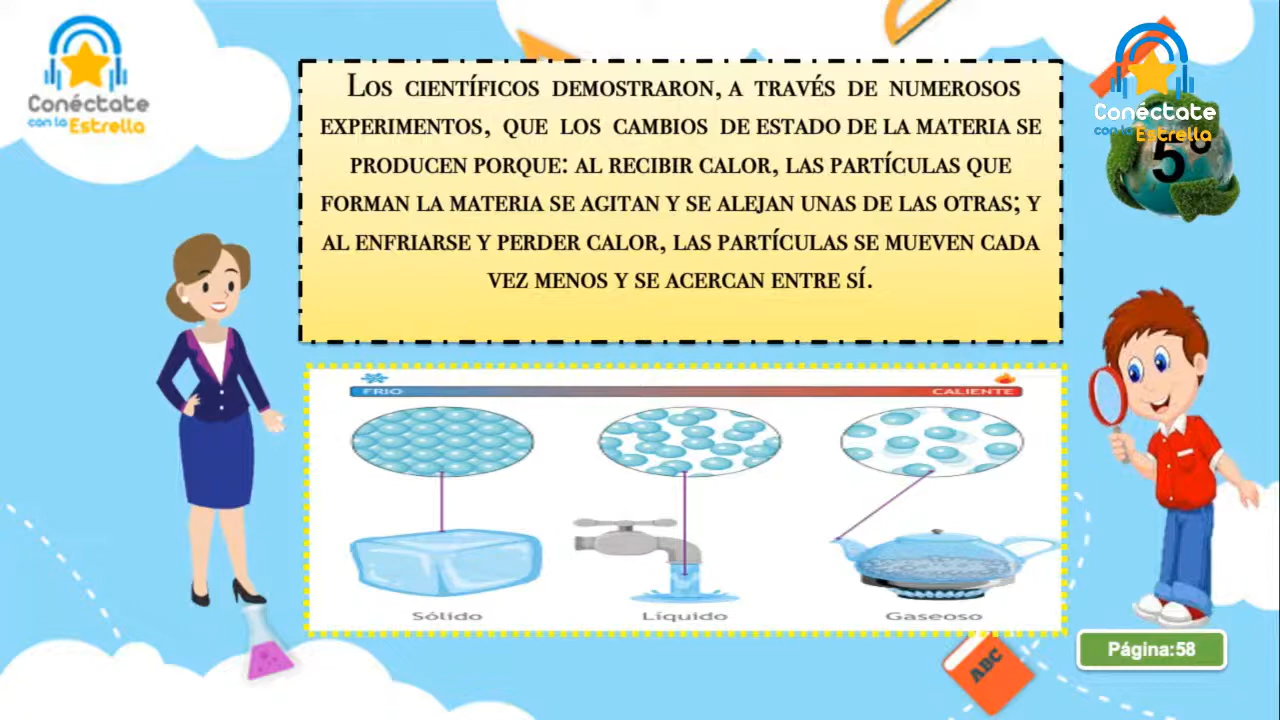 Conéctate
con la Estrella
Los científicos demostraron, a través de numerosos
experimentos, que los cambios de estado de la materia se
producen porque: al recibir calor, las partículas que
forman la materia se agitan y se alejan unas de las otras; y
al enfriarse y perder calor, las partículas se mueven cada
vez menos y se acercan entre sí.
Conéctate
con la Estrella
5º
FRIO
CALIENTE
Sólido
Líquido
Gaseoso
Página:58
ABC